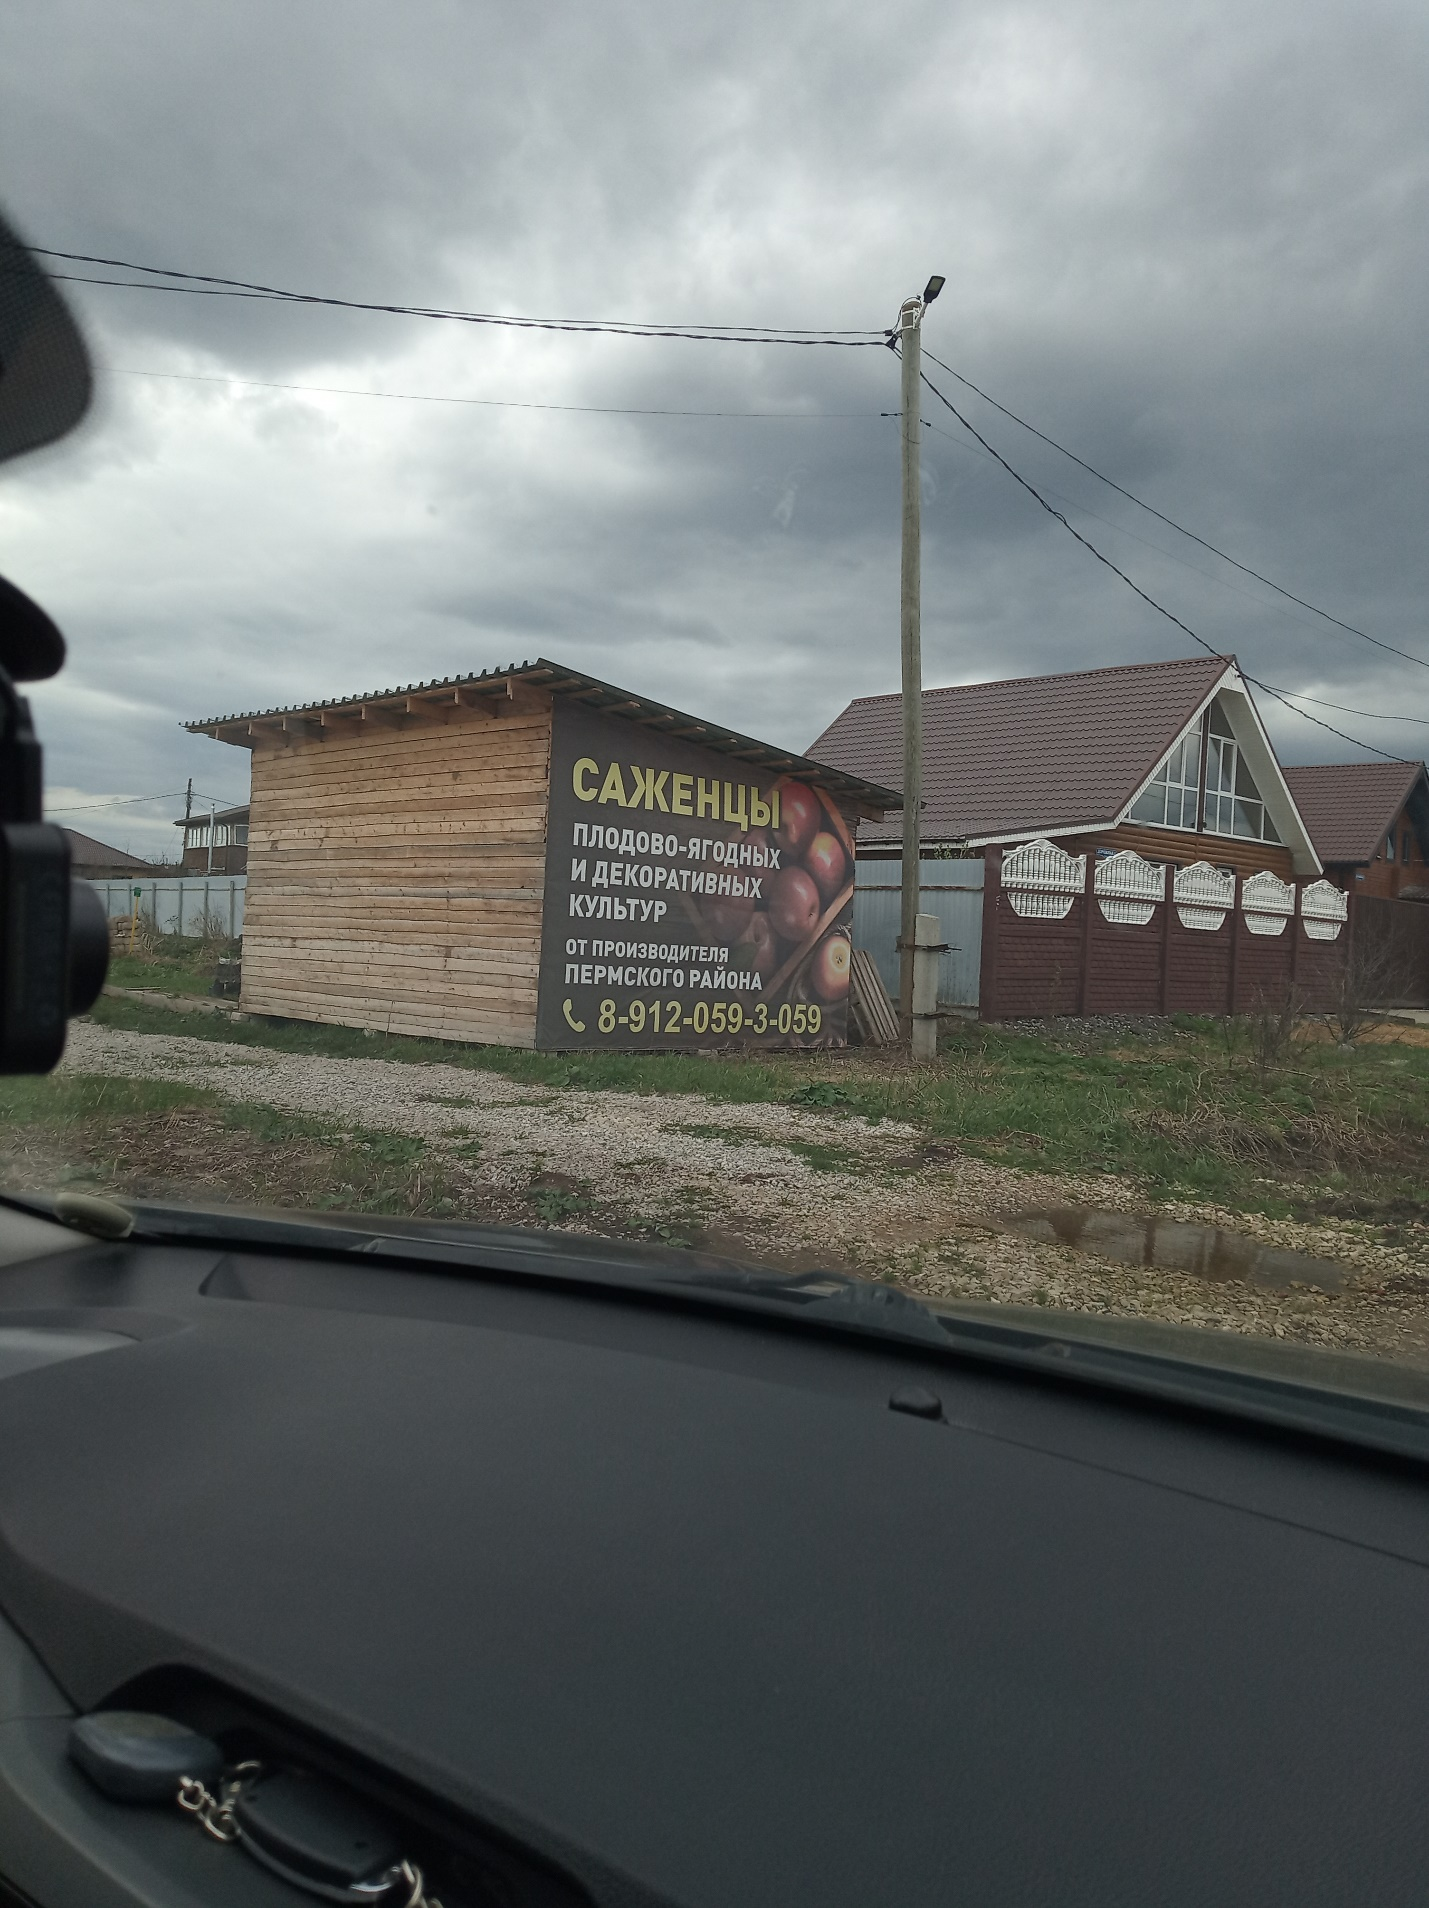 САЖЕНЦЫ
ПЛОДОВО-ЯГОДНЫХ
И ДЕКОРАТИВНЫХ
КУЛЬТУР
ОТ ПРОИЗВОДИТЕЛЯ
ПЕРМСКОГО РАЙОНА
8-912-059-3-059